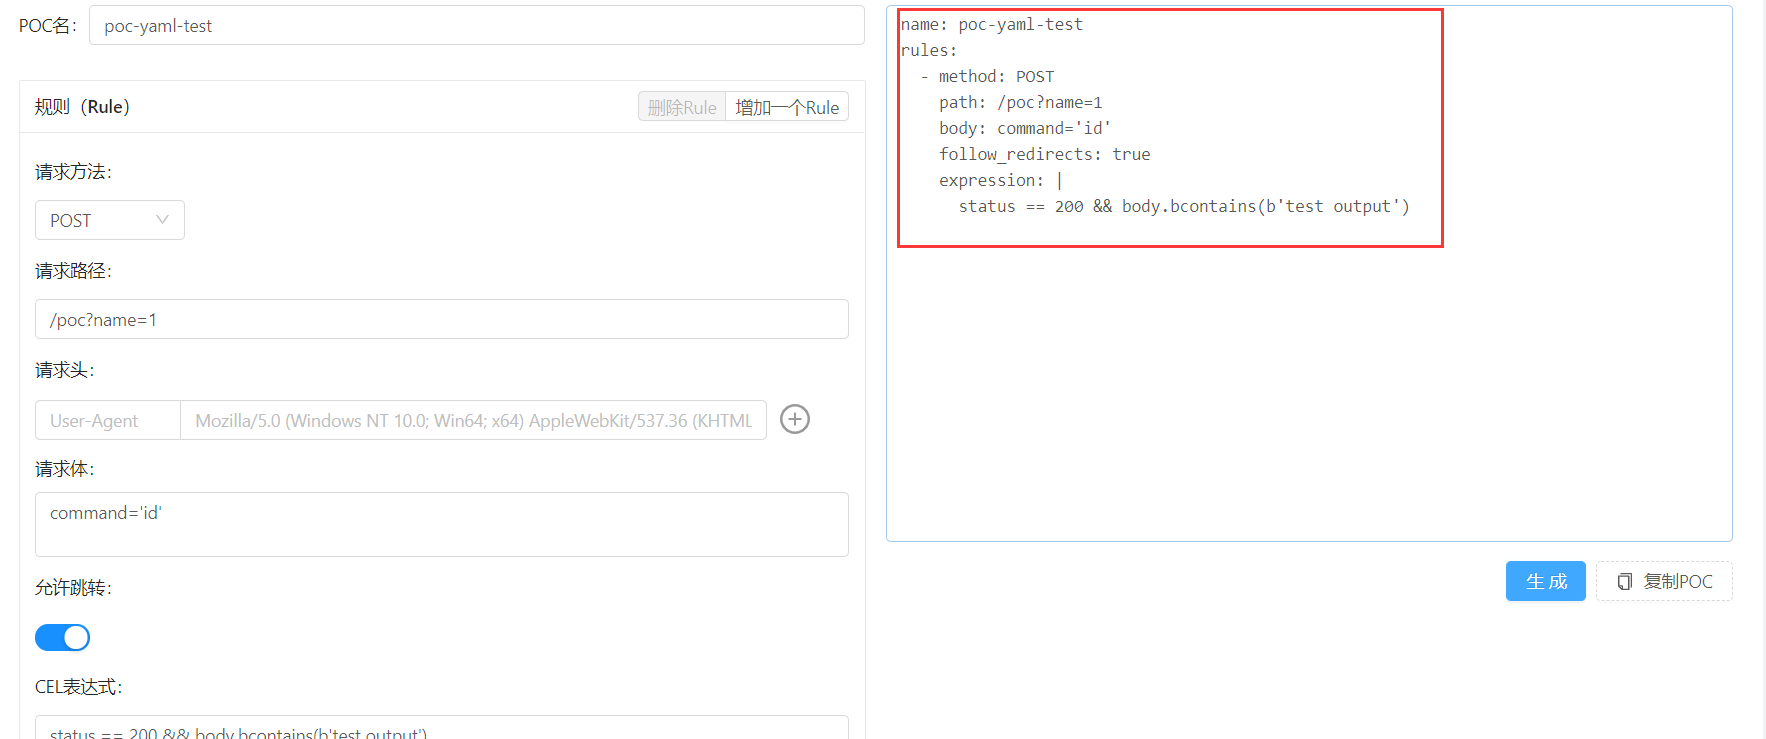 POC名：
poc-yaml-test
规则（Rule）
删除Rule
增加一个Rule
请求方法：
POST
请求路径：
/poc?name=1
请求头：
User-Agent
Mozilla/5.0 (Windows NT 10.0; Win64; x64) AppleWebKit/537.36 (KHTML
请求体：
command='id'
允许跳转：
CEL表达式：
status == 200 && body.bcontains(b'test output')
name: poc-yaml-test
rules:
  - method: POST
    path: /poc?name=1
    body: command='id'
    follow_redirects: true
    expression: |
      status == 200 && body.bcontains(b'test output')
生 成
复制POC